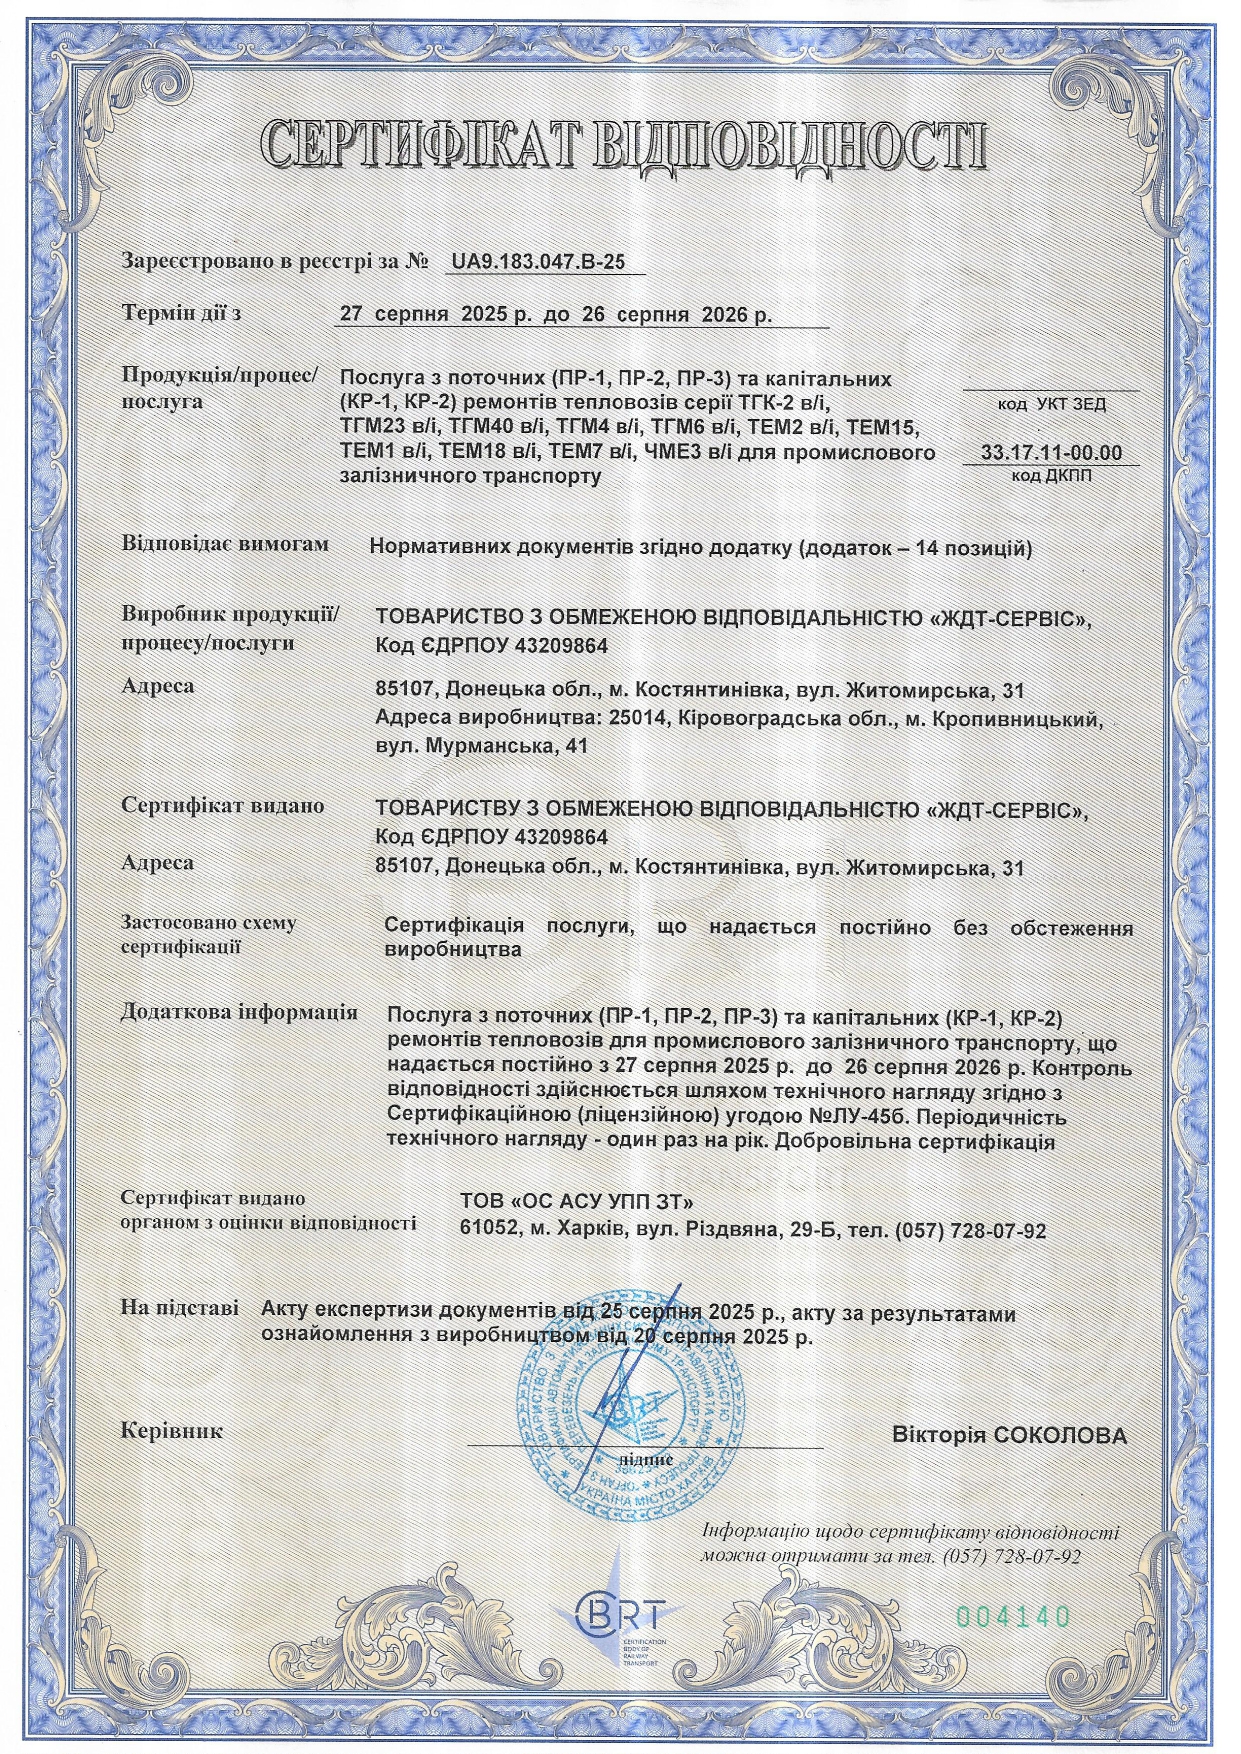 СЕРТИФІКАТ ВІДПОВІДНОСТІ
Зареєстровано в реєстрі за № UA9.183.047.В-25
Термін дії з 27 серпня 2025 р. до 26 серпня 2026 р.
Продукція/процес/
послуга
Послуга з поточних (ПР-1, ПР-2, ПР-3) та капітальних
(КР-1, КР-2) ремонтів тепловозів серії ТГК-2 в/і,
ТГМ23 в/і, ТГМ40 в/і, ТГМ4 в/і, ТГМ6 в/і, ТЕМ2 в/і, ТЕМ15,
ТЕМ1 в/і, ТЕМ18 в/і, ТЕМ7 в/і, ЧМЕ3 в/і для промислового
залізничного транспорту
код УКТ ЗЕД
33.17.11-00.00
код ДКПП
Відповідає вимогам Нормативних документів згідно додатку (додаток – 14 позицій)
Виробник продукції/
процесу/послуги
ТОВАРИСТВО З ОБМЕЖЕНОЮ ВІДПОВІДАЛЬНІСТЮ «ЖДТ-СЕРВІС»,
Код ЄДРПОУ 43209864
Адреса 85107, Донецька обл., м. Костянтинівка, вул. Житомирська, 31
Адреса виробництва: 25014, Кіровоградська обл., м. Кропивницький,
вул. Мурманська, 41
Сертифікат видано ТОВАРИСТВУ З ОБМЕЖЕНОЮ ВІДПОВІДАЛЬНІСТЮ «ЖДТ-СЕРВІС»,
Код ЄДРПОУ 43209864
Адреса 85107, Донецька обл., м. Костянтинівка, вул. Житомирська, 31
Застосовано схему
сертифікації
Сертифікація послуги, що надається постійно без обстеження
виробництва
Додаткова інформація Послуга з поточних (ПР-1, ПР-2, ПР-3) та капітальних (КР-1, КР-2)
ремонтів тепловозів для промислового залізничного транспорту, що
надається постійно з 27 серпня 2025 р. до 26 серпня 2026 р. Контроль
відповідності здійснюється шляхом технічного нагляду згідно з
Сертифікаційною (ліцензійною) угодою №ЛУ-45б. Періодичність
технічного нагляду - один раз на рік. Добровільна сертифікація
Сертифікат видано
органом з оцінки відповідності
ТОВ «ОС АСУ УПП ЗТ»
61052, м. Харків, вул. Різдвяна, 29-Б, тел. (057) 728-07-92
На підставі Акту експертизи документів від 25 серпня 2025 р., акту за результатами
ознайомлення з виробництвом від 20 серпня 2025 р.
Керівник
підпис
Вікторія СОКОЛОВА
УКРАЇНА МІСТО ХАРКІВ
BRT
Інформацію щодо сертифікату відповідності
можна отримати за тел. (057) 728-07-92
BRT
CERTIFICATION
BODY OF
RAILWAY
TRANSPORT
004140